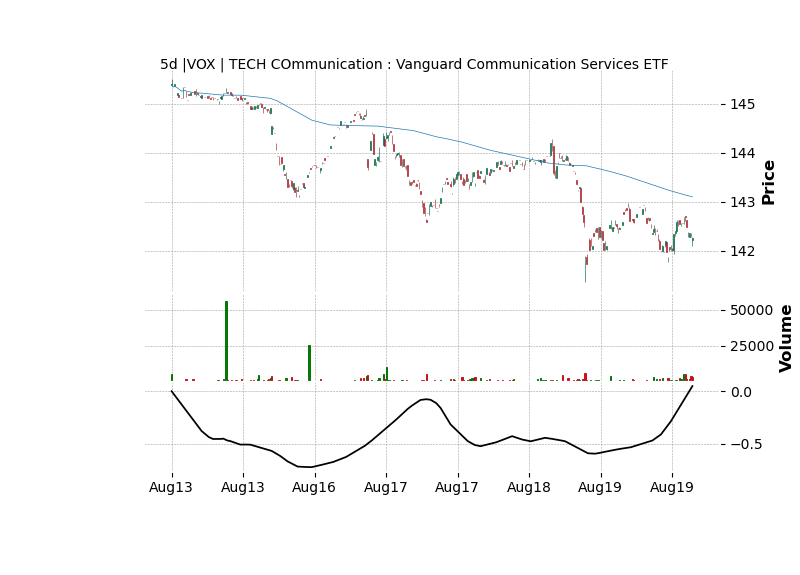 5d |VOX | TECH COmmunication : Vanguard Communication Services ETF
145
144
143
142
Price
50000
25000
Volume
0.0
−0.5
Aug13 Aug13 Aug16 Aug17 Aug17 Aug18 Aug19 Aug19